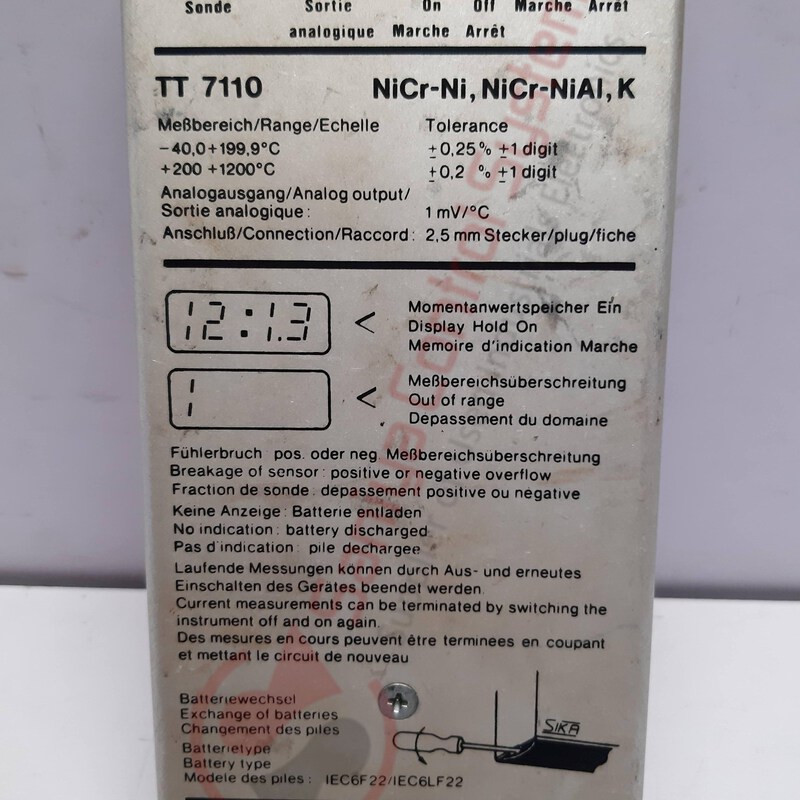 Sonde Sortie On Off Marche Arrêt
analogique Marche Arrêt
TT 7110 NiCr-Ni, NiCr-NiAl, K
Meßbereich/Range/Echelle Tolerance
-40,0+199,9°C ±0,25% ±1 digit
+200 +1200°C ±0,2 % ±1 digit
Analogausgang/Analog output/
Sortie analogique: 1 mV/°C
Anschluß/Connection/Raccord: 2,5 mm Stecker/plug/fiche
12:1.3 < Momentanwertspeicher Ein
Display Hold On
Memoire d'indication Marche
1 < Meßbereichsüberschreitung
Out of range
Depassement du domaine
Fühlerbruch pos. oder neg. Meßbereichsüberschreitung
Breakage of sensor: positive or negative overflow
Fraction de sonde: depassement positive ou negative
Keine Anzeige: Batterie entladen
No indication: battery discharged
Pas d'indication: pile dechargee
Laufende Messungen können durch Aus- und erneutes
Einschalten des Gerätes beendet werden.
Current measurements can be terminated by switching the
instrument off and on again.
Des mesures en cours peuvent être terminees en coupant
et mettant le circuit de nouveau
Batteriewechsel
Exchange of batteries
Changement des piles
SIKA
Batterietype
Battery type
Modele des piles: IEC6F22/IEC6LF22